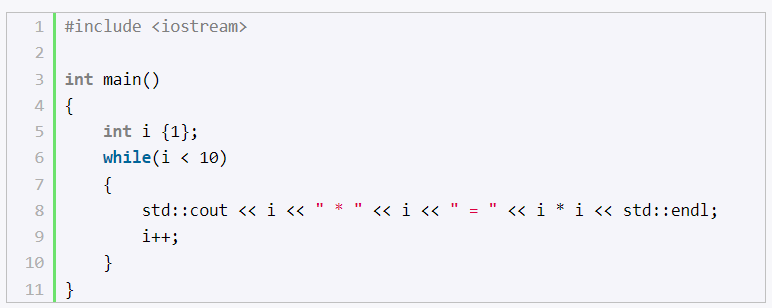 1 #include <iostream>
2
3 int main()
4 {
5     int i {1};
6     while(i < 10)
7     {
8         std::cout << i << " * " << i << " = " << i * i << std::endl;
9         i++;
10     }
11 }